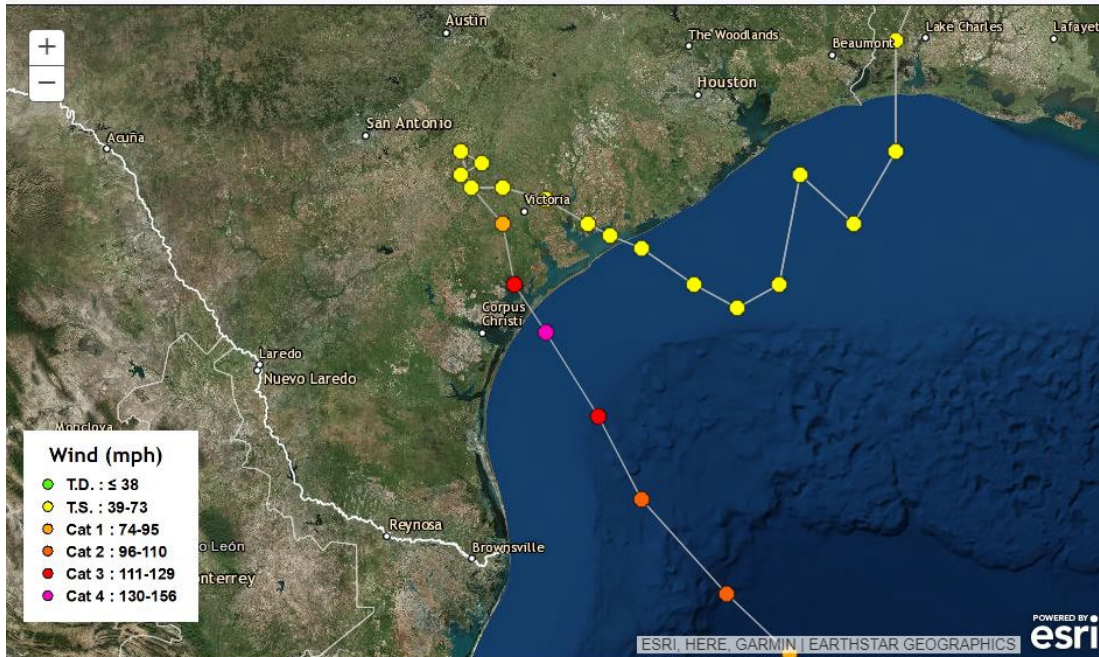 +
−
Austin
The Woodlands
Lake Charles
Lafayet
Beaumont
Houston
San Antonio
Acuña
Victoria
Corpus
Christi
Laredo
Nuevo Laredo
Monclova
Wind (mph)
T.D. : ≤ 38
T.S. : 39-73
Cat 1 : 74-95
Cat 2 : 96-110
Cat 3 : 111-129
Cat 4 : 130-156
Reynosa
Brownsville
o León
onterrey
ESRI, HERE, GARMIN | EARTHSTAR GEOGRAPHICS
POWERED BY
esri